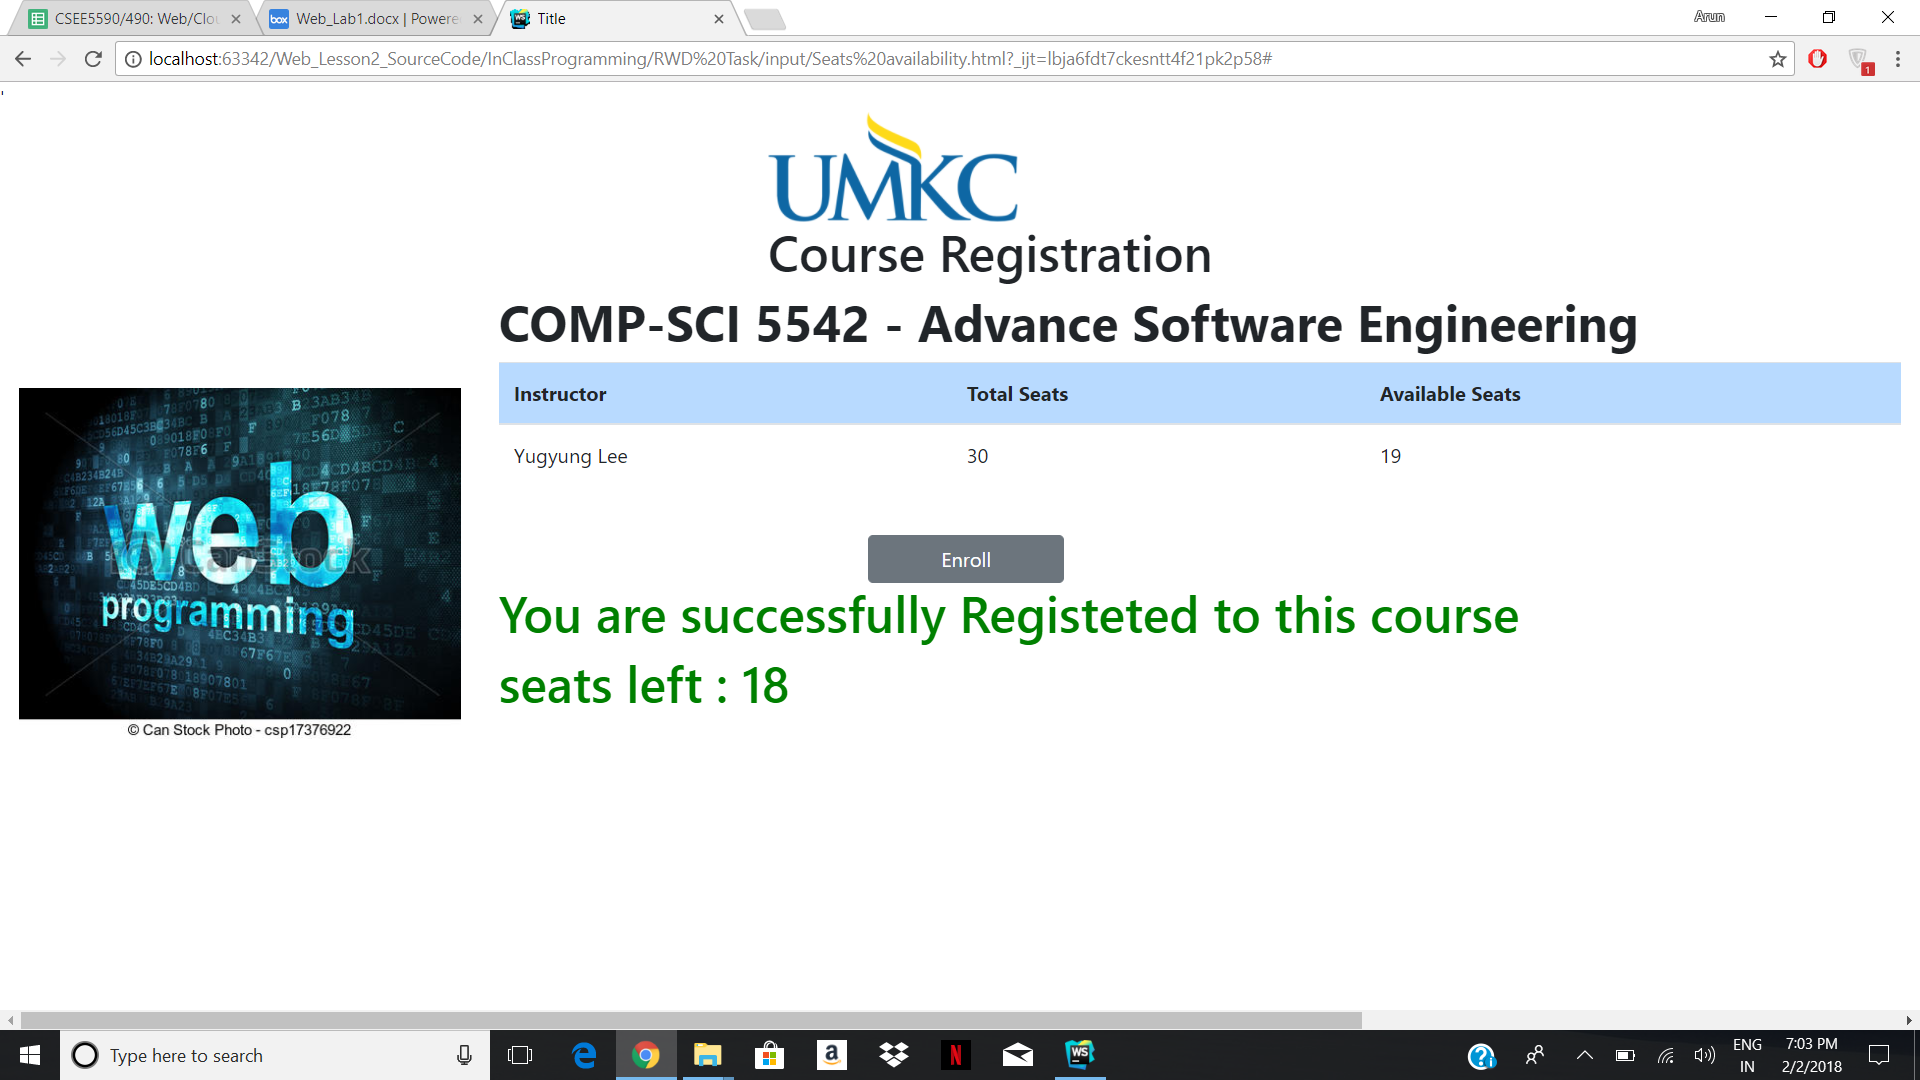 CSEE5590/490: Web/Clou
Web_Lab1.docx | Powere
Title
Arun
localhost:63342/Web_Lesson2_SourceCode/InClassProgramming/RWD%20Task/input/Seats%20availability.html?_ijt=lbja6fdt7ckesntt4f21pk2p58#
1
UMKC
Course Registration
COMP-SCI 5542 - Advance Software Engineering
Instructor Total Seats Available Seats
Yugyung Lee 30 19
web
programming
© Can Stock Photo - csp17376922
Enroll
You are successfully Registeted to this course
seats left : 18
Type here to search
ENG
IN
7:03 PM
2/2/2018